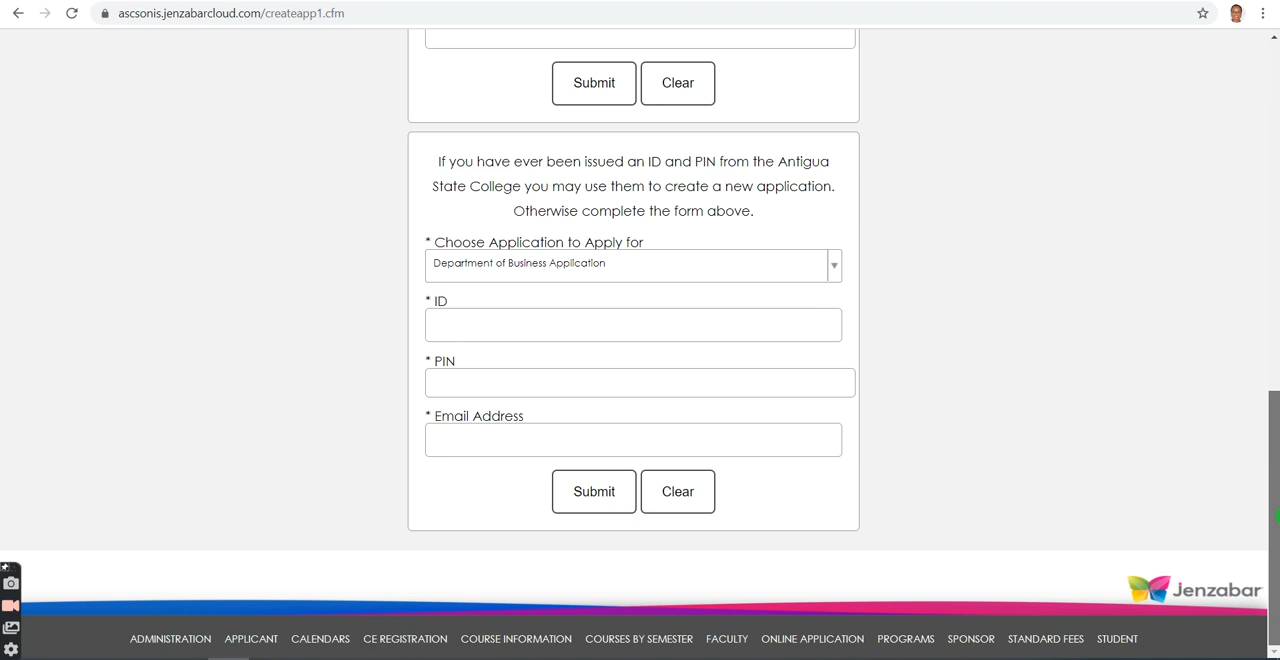 ascsonis.jenzabarcloud.com/createapp1.cfm
Submit Clear
If you have ever been issued an ID and PIN from the Antigua
State College you may use them to create a new application.
Otherwise complete the form above.
* Choose Application to Apply for
Department of Business Application
* ID
* PIN
* Email Address
Submit Clear
Jenzabar
ADMINISTRATION APPLICANT CALENDARS CE REGISTRATION COURSE INFORMATION COURSES BY SEMESTER FACULTY ONLINE APPLICATION PROGRAMS SPONSOR STANDARD FEES STUDENT